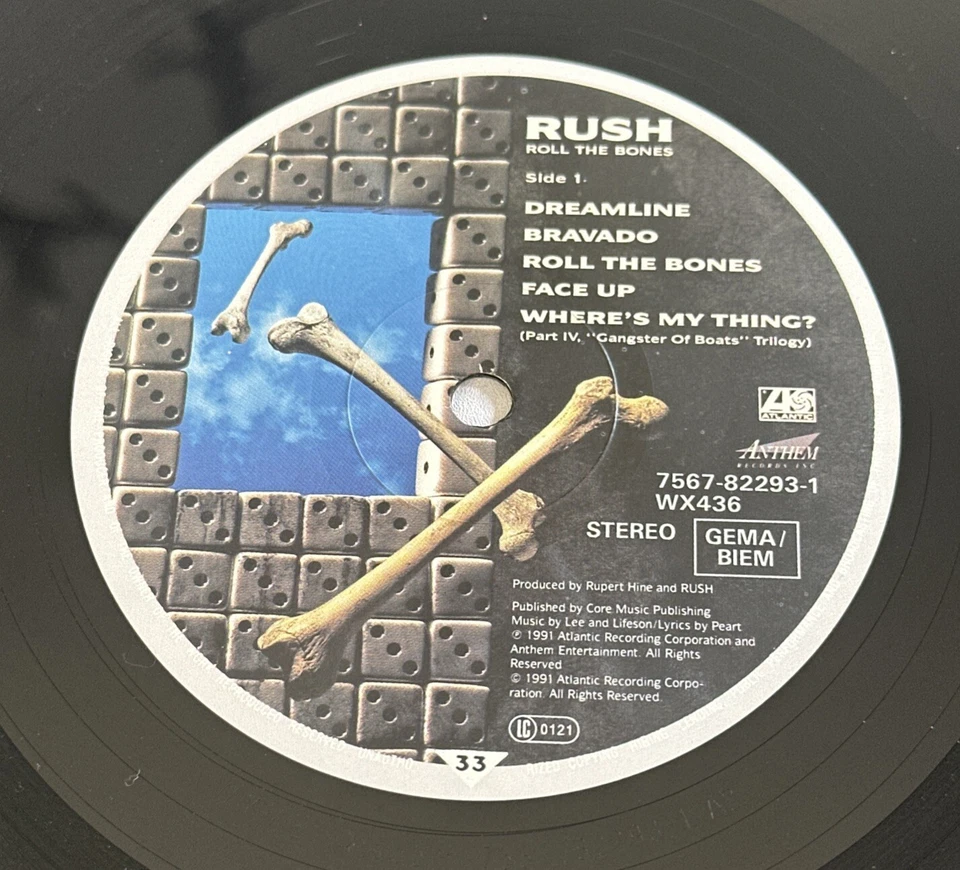 RUSH
ROLL THE BONES
Side 1.
DREAMLINE
BRAVADO
ROLL THE BONES
FACE UP
WHERE'S MY THING?
(Part IV, "Gangster Of Boats" Trilogy)
ATLANTIC
ANTHEM
RECORDS INC
7567-82293-1
WX436
STEREO
GEMA/
BIEM
Produced by Rupert Hine and RUSH
Published by Core Music Publishing
Music by Lee and Lifeson/Lyrics by Peart
℗ 1991 Atlantic Recording Corporation and
Anthem Entertainment. All Rights
Reserved
© 1991 Atlantic Recording Corpo-
ration. All Rights Reserved.
LC 0121
33